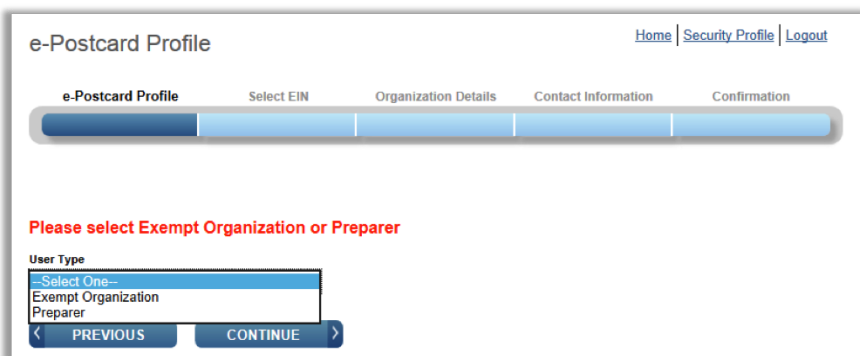 e-Postcard Profile
Home | Security Profile | Logout
e-Postcard Profile Select EIN Organization Details Contact Information Confirmation
Please select Exempt Organization or Preparer
User Type
--Select One--
Exempt Organization
Preparer
PREVIOUS CONTINUE